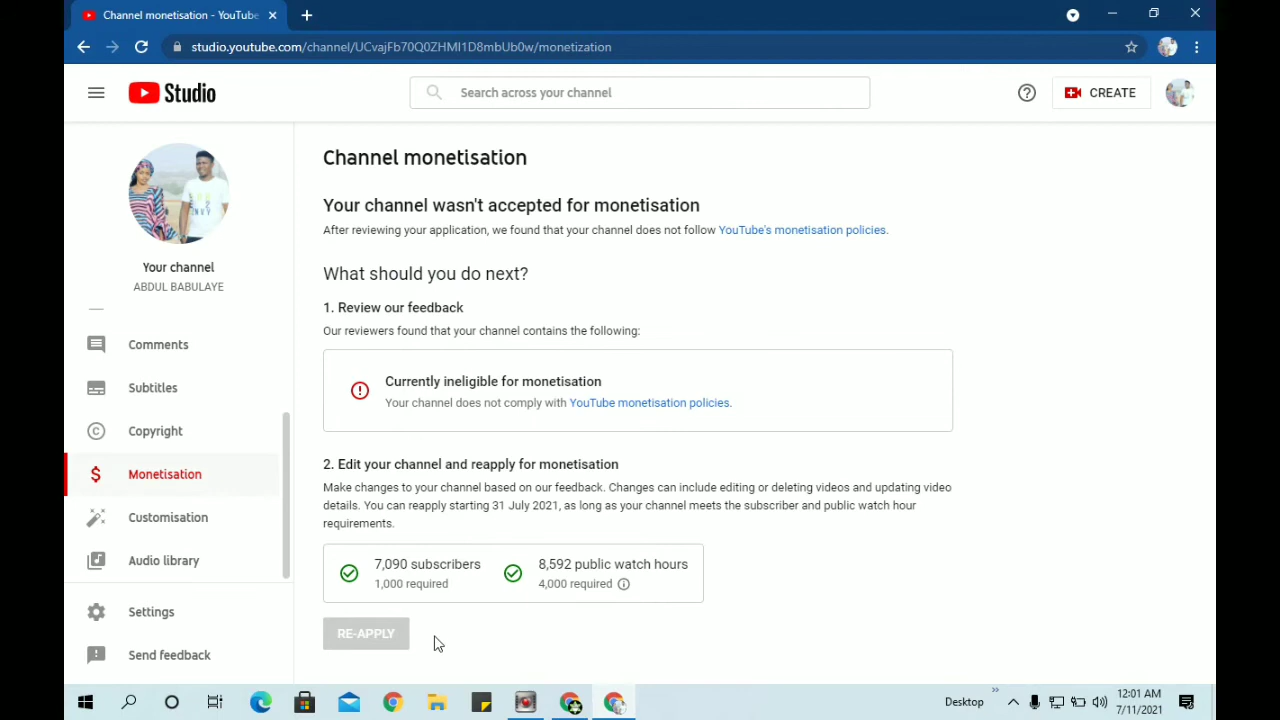 Channel monetisation - YouTube
studio.youtube.com/channel/UCvajFb70Q0ZHMI1D8mbUb0w/monetization
Studio
Search across your channel
CREATE
Your channel
ABDUL BABULAYE
Comments
Subtitles
Copyright
Monetisation
Customisation
Audio library
Settings
Send feedback
Channel monetisation
Your channel wasn't accepted for monetisation
After reviewing your application, we found that your channel does not follow YouTube's monetisation policies.
What should you do next?
1. Review our feedback
Our reviewers found that your channel contains the following:
Currently ineligible for monetisation
Your channel does not comply with YouTube monetisation policies.
2. Edit your channel and reapply for monetisation
Make changes to your channel based on our feedback. Changes can include editing or deleting videos and updating video
details. You can reapply starting 31 July 2021, as long as your channel meets the subscriber and public watch hour
requirements.
7,090 subscribers
1,000 required
8,592 public watch hours
4,000 required
RE-APPLY
Desktop
12:01 AM
7/11/2021